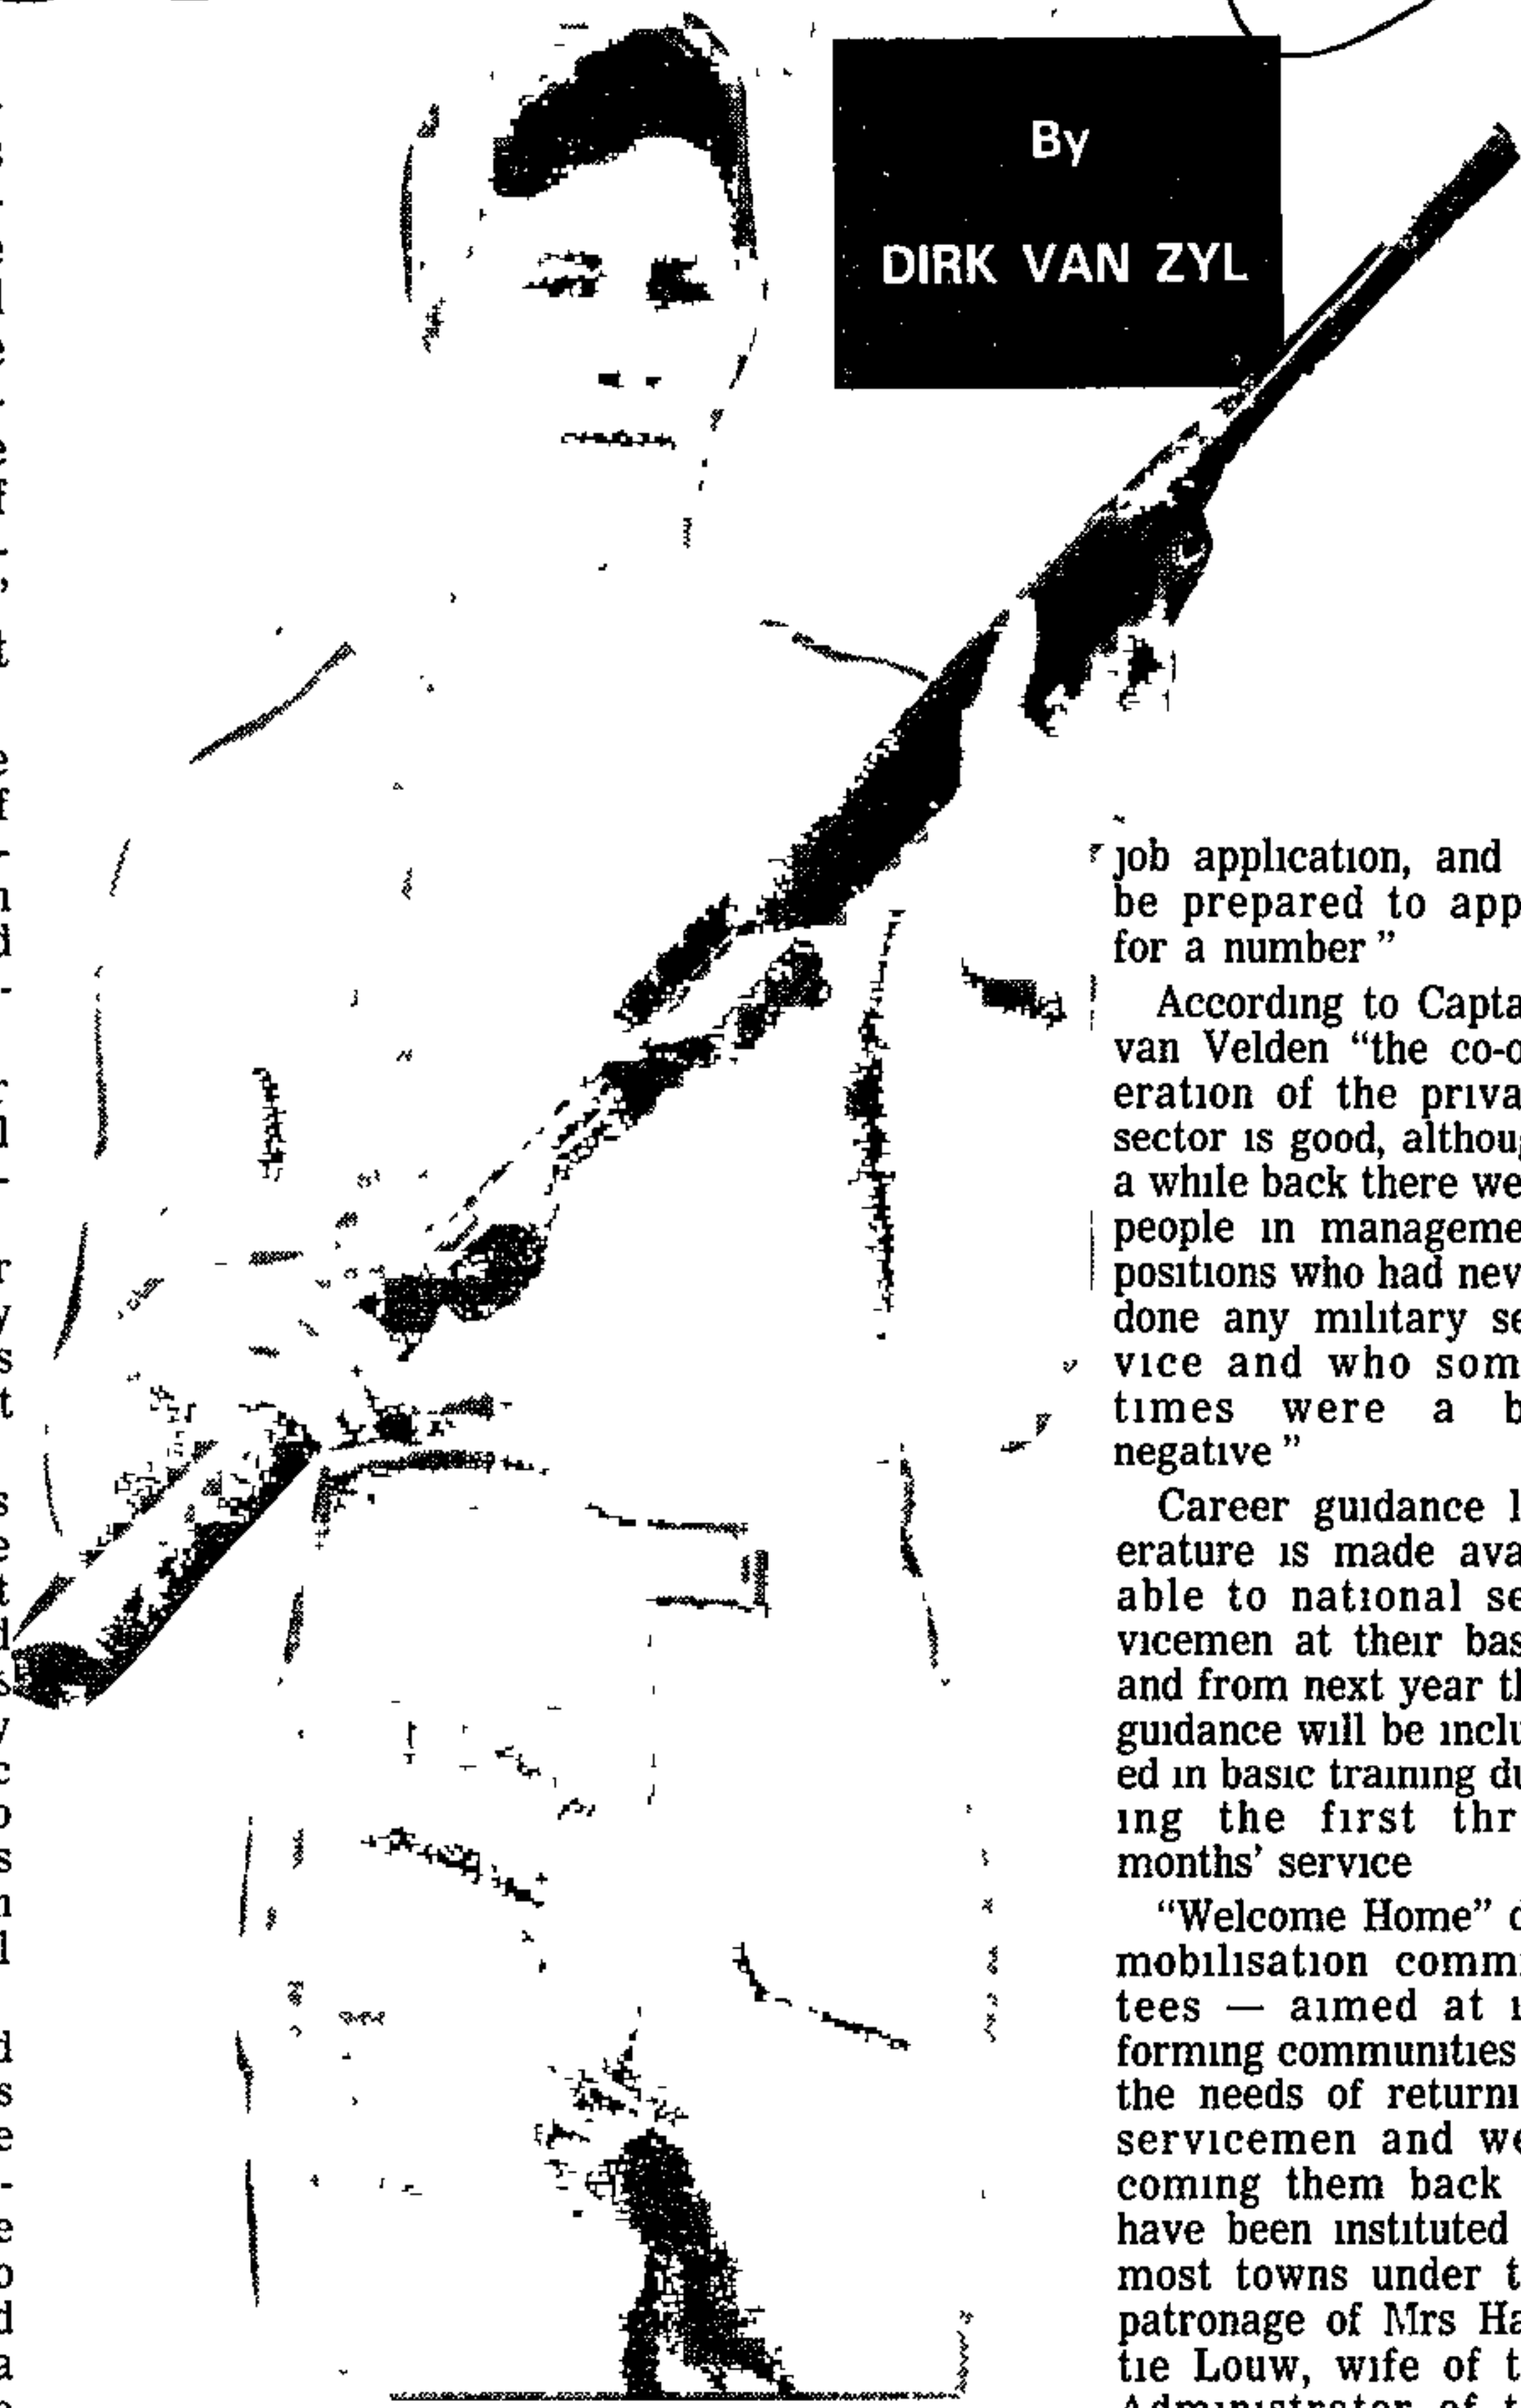 By
DIRK VAN ZYL
job application, and
be prepared to app
for a number”
According to Capta
van Velden “the co-o
eration of the priva
sector is good, althoug
a while back there we
people in manageme
positions who had nev
done any military se
vice and who som
times were a b
negative”
Career guidance l
erature is made ava
able to national se
vicemen at their bas
and from next year th
guidance will be inclu
ed in basic training du
ing the first thr
months’ service
“Welcome Home” d
mobilisation commi
tees — aimed at i
forming communities
the needs of returni
servicemen and we
coming them back
have been instituted
most towns under t
patronage of Mrs Ha
tie Louw, wife of t